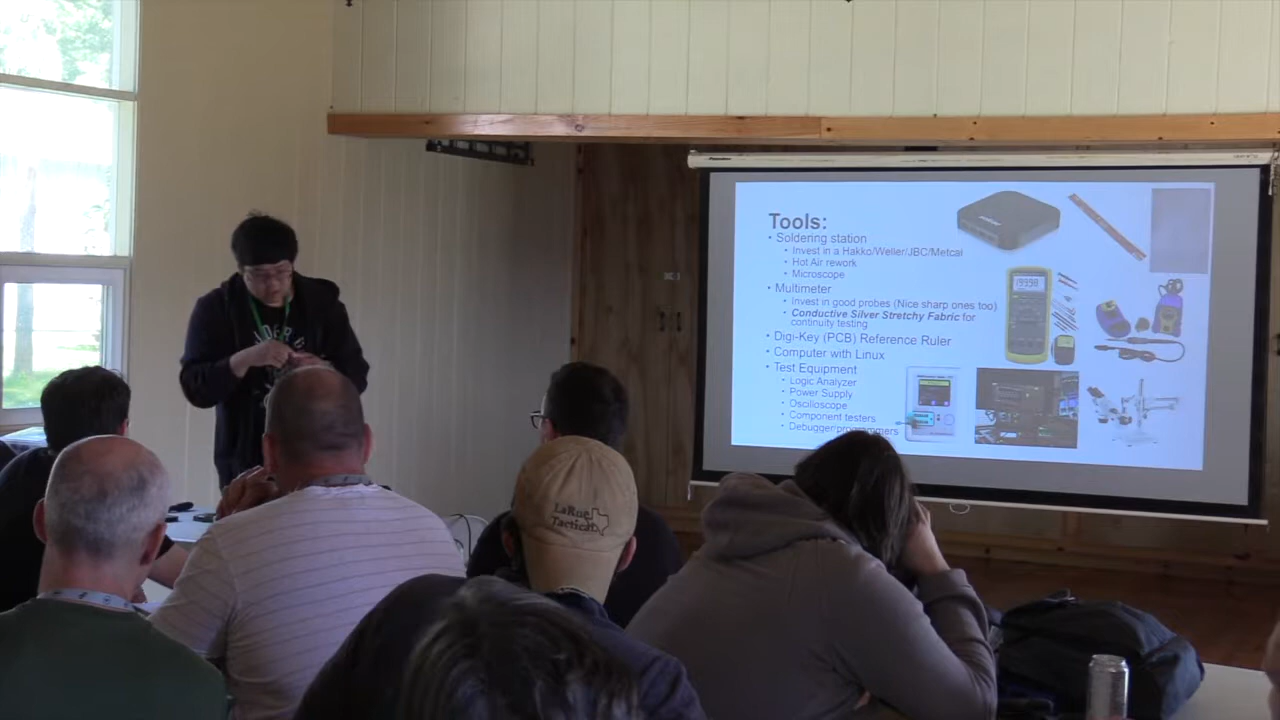 Tools:
• Soldering station
• Invest in a Hakko/Weller/JBC/Metcal
• Hot Air rework
• Microscope
• Multimeter
• Invest in good probes (Nice sharp ones too)
• Conductive Silver Stretchy Fabric for
continuity testing
• Digi-Key (PCB) Reference Ruler
• Computer with Linux
• Test Equipment
• Logic Analyzer
• Power Supply
• Oscilloscope
• Component testers
• Debugger/programmers
LaRue
Tactical